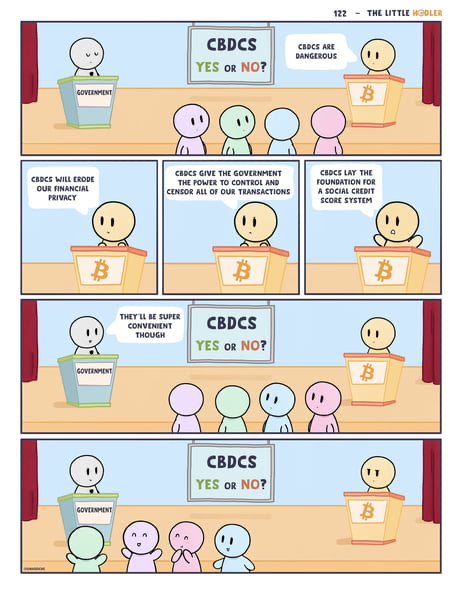 122 – THE LITTLE HODLER
CBDCS
YES OR NO?
CBDCS ARE
DANGEROUS
GOVERNMENT
CBDCS WILL ERODE
OUR FINANCIAL
PRIVACY
CBDCS GIVE THE GOVERNMENT
THE POWER TO CONTROL AND
CENSOR ALL OF OUR TRANSACTIONS
CBDCS LAY THE
FOUNDATION FOR
A SOCIAL CREDIT
SCORE SYSTEM
THEY'LL BE SUPER
CONVENIENT
THOUGH
CBDCS
YES OR NO?
GOVERNMENT
CBDCS
YES OR NO?
GOVERNMENT